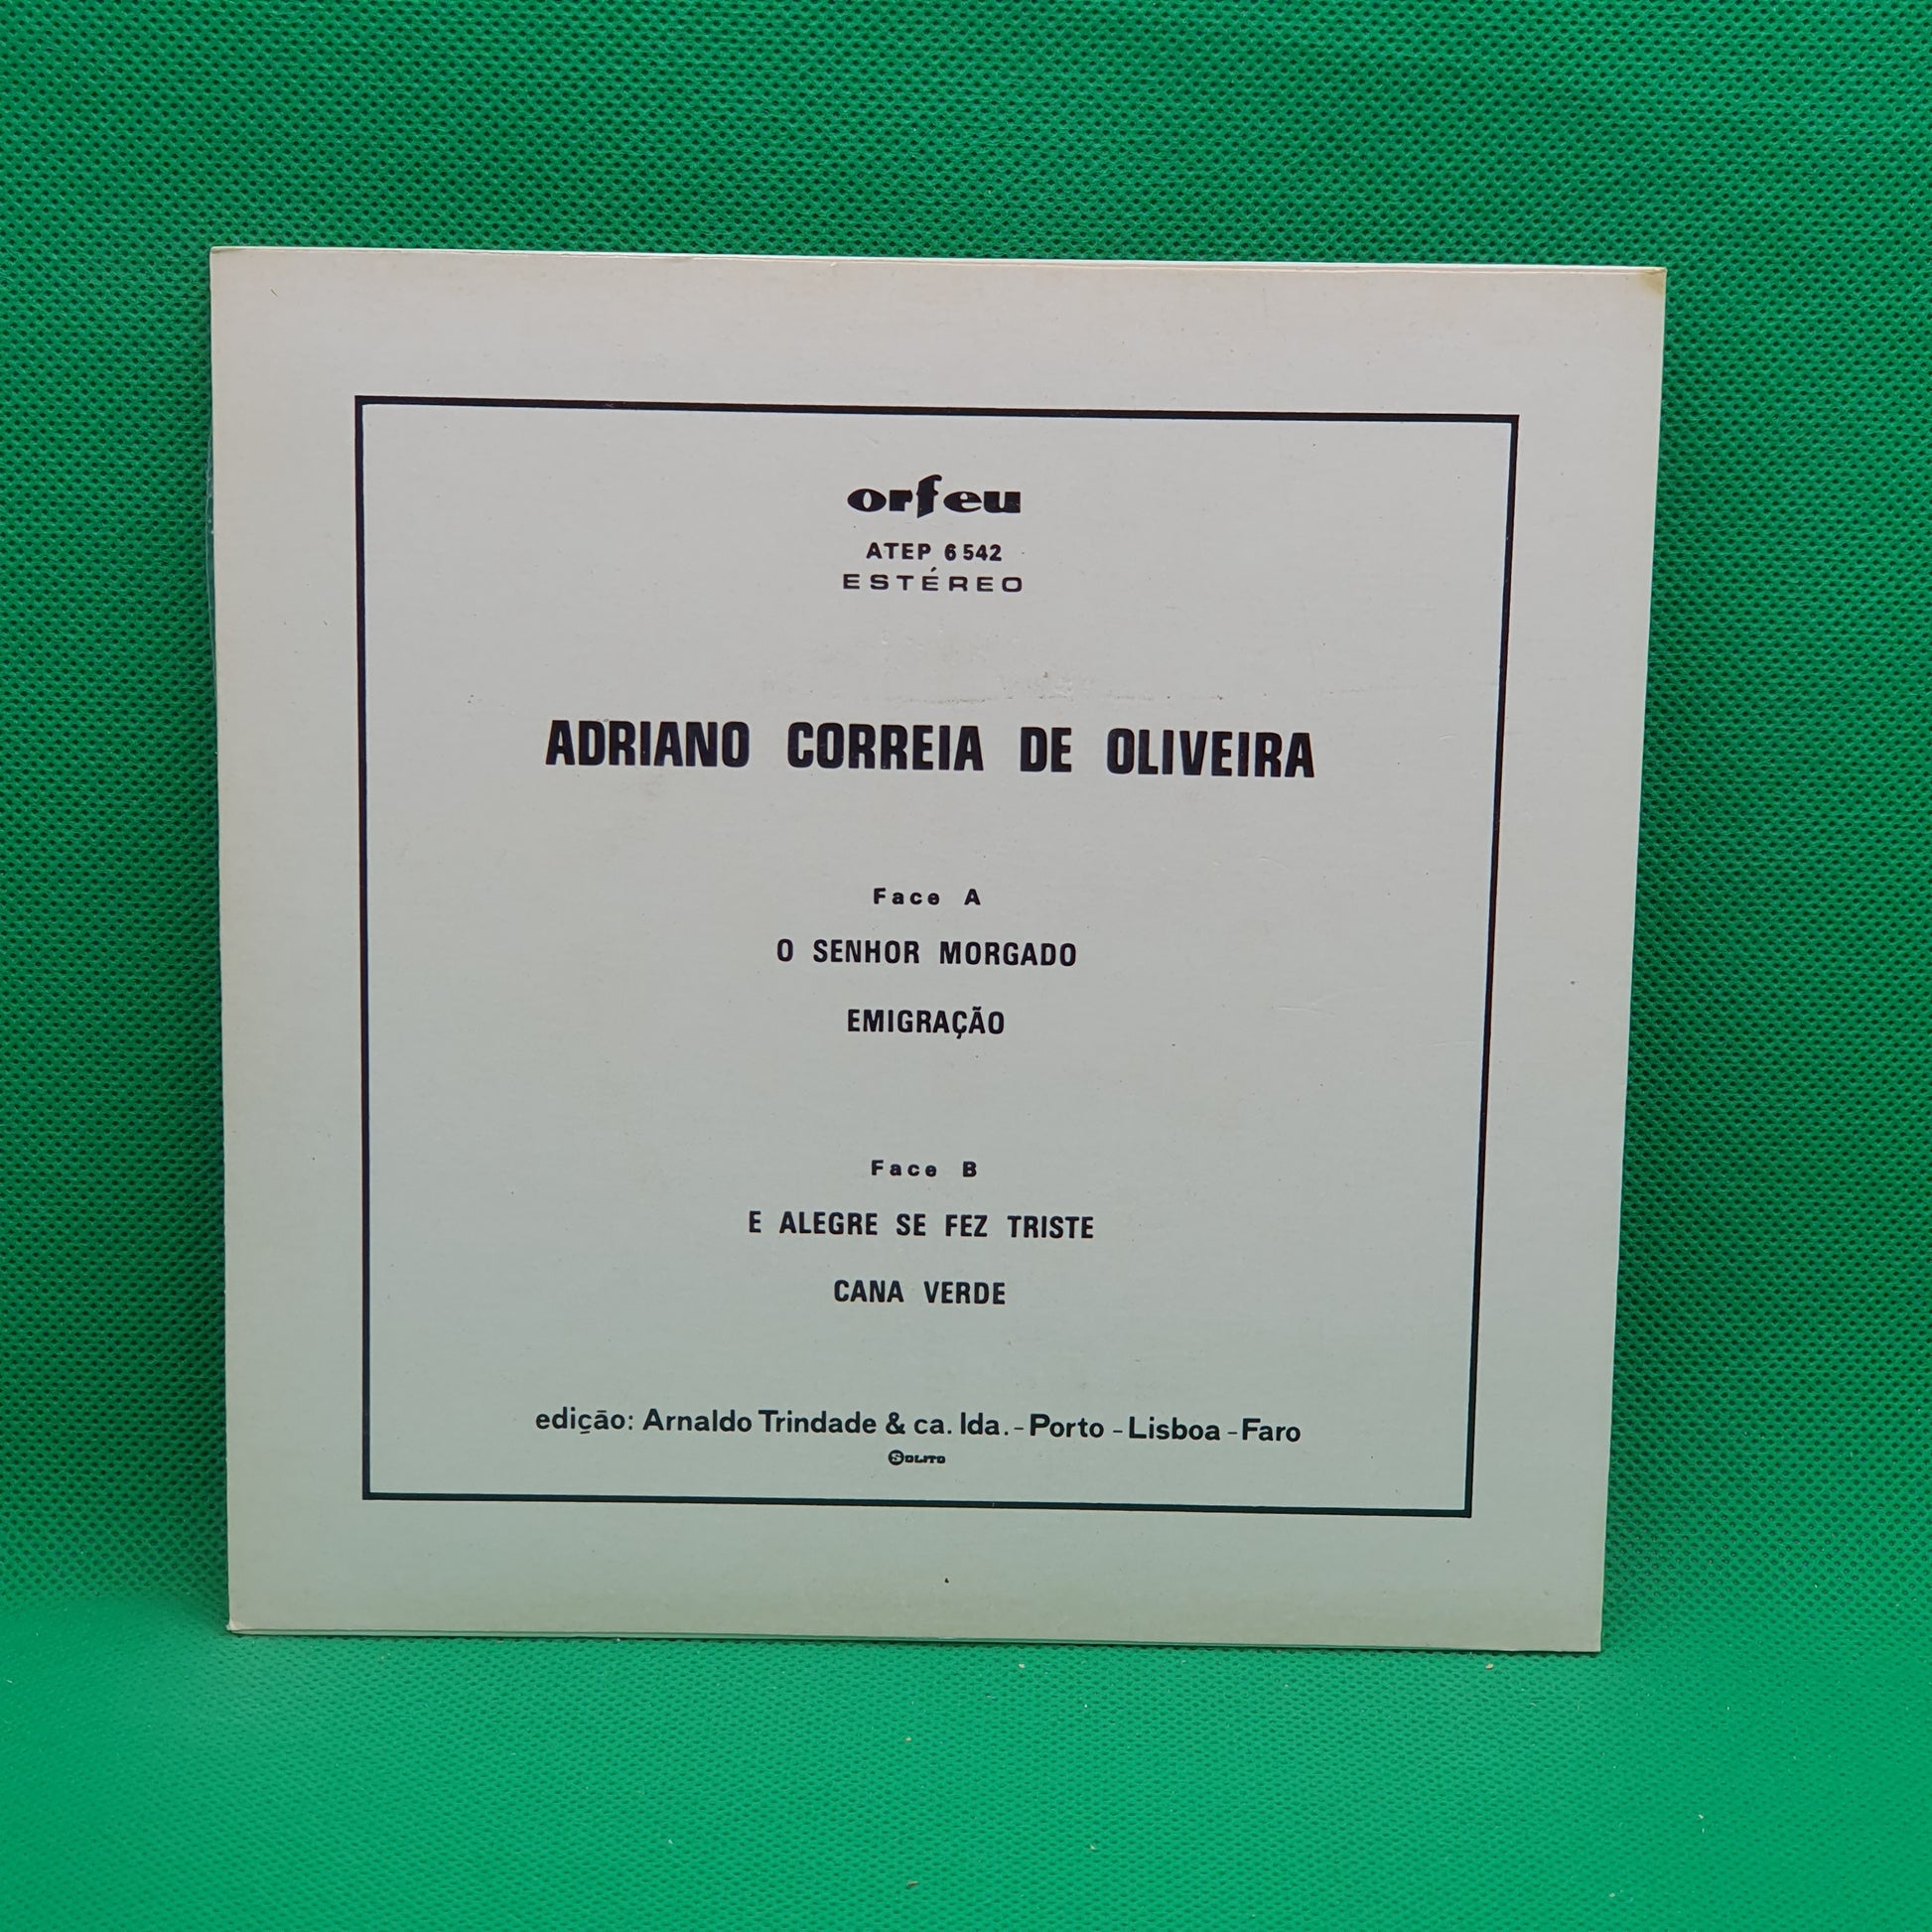 orfeu
ATEP 6542
ESTÉREO
ADRIANO CORREIA DE OLIVEIRA
Face A
O SENHOR MORGADO
EMIGRAÇÃO
Face B
E ALEGRE SE FEZ TRISTE
CANA VERDE
edição: Arnaldo Trindade & ca. lda. - Porto - Lisboa - Faro
SOLITO